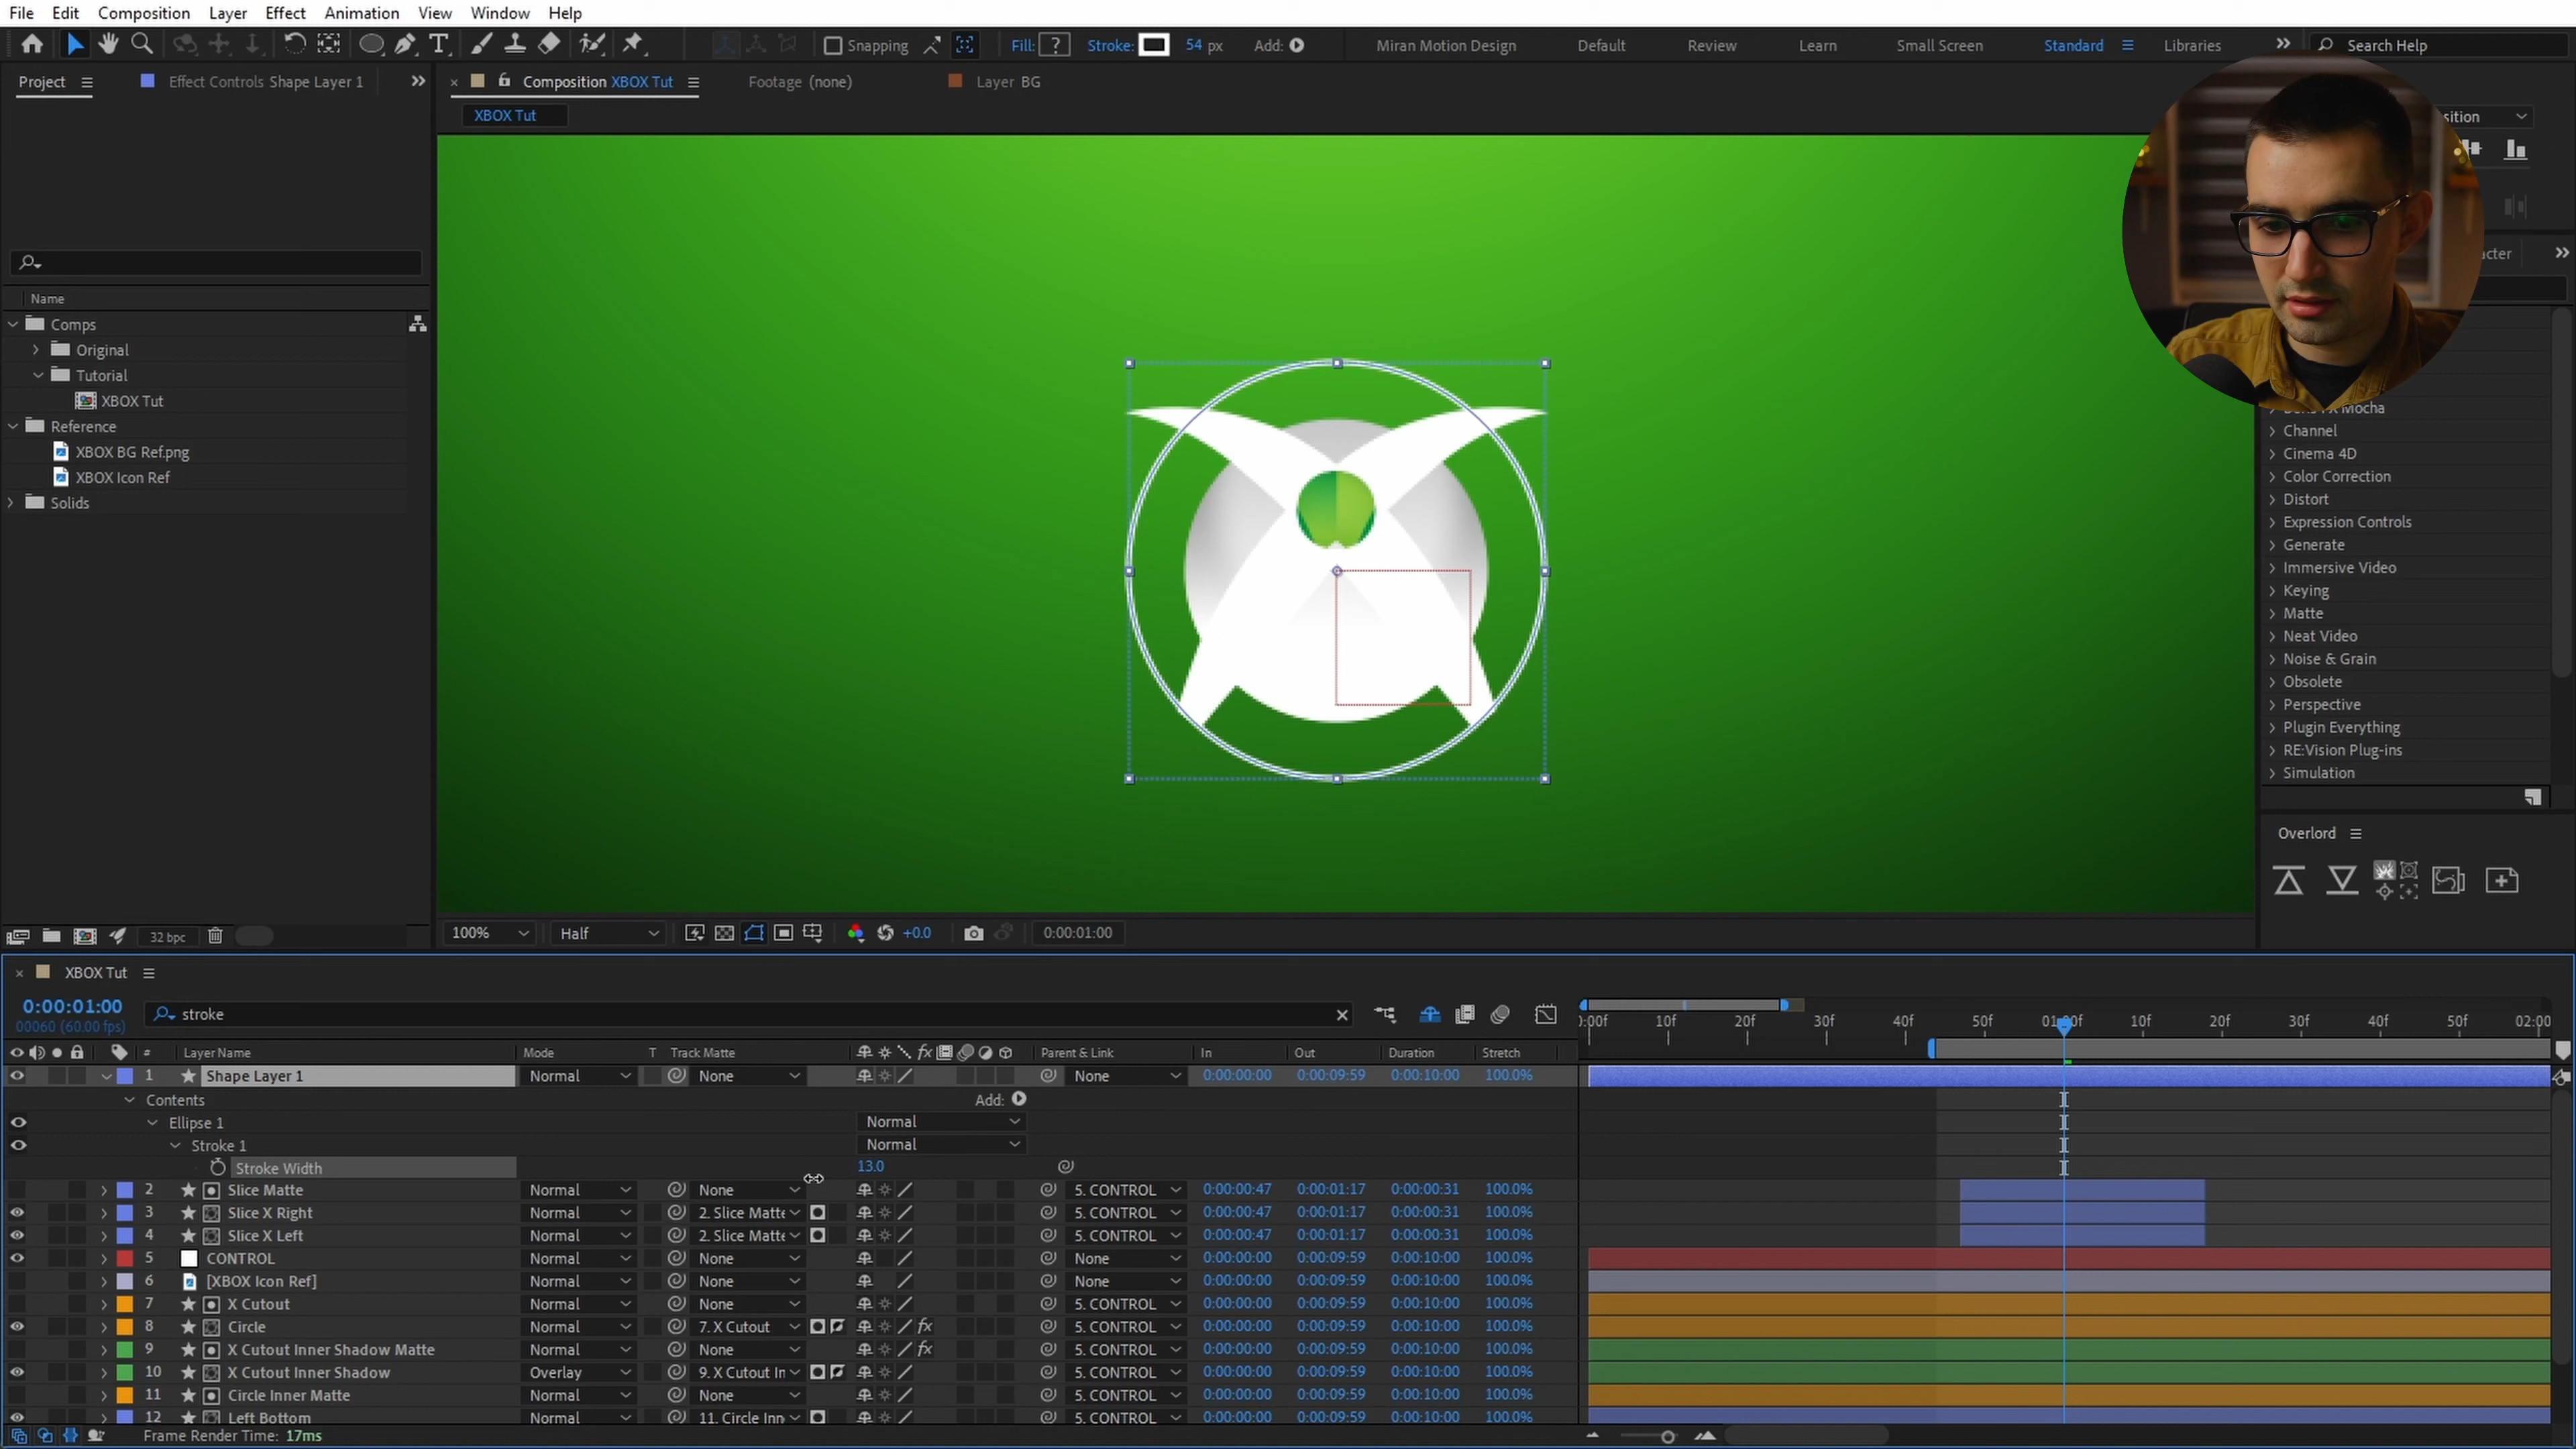 File Edit Composition Layer Effect Animation View Window Help
Snapping Fill: ? Stroke: 54 px Add: Miran Motion Design Default Review Learn Small Screen Standard Libraries Search Help
Project Effect Controls Shape Layer 1 Composition XBOX Tut Footage (none) Layer BG
XBOX Tut
Name
Comps
Original
Tutorial
XBOX Tut
Reference
XBOX BG Ref.png
XBOX Icon Ref
Solids
Channel
Cinema 4D
Color Correction
Distort
Expression Controls
Generate
Immersive Video
Keying
Matte
Neat Video
Noise & Grain
Obsolete
Perspective
Plugin Everything
RE:Vision Plug-ins
Simulation
Overlord
32 bpc 100% Half +0.0 0:00:01:00
XBOX Tut
0:00:01:00 stroke
00060 (60.00 fps)
0:00f 10f 20f 30f 40f 50f 01:00f 10f 20f 30f 40f 50f 02:00
# Layer Name Mode T Track Matte Parent & Link In Out Duration Stretch
1 Shape Layer 1 Normal None None 0:00:00:00 0:00:09:59 0:00:10:00 100.0%
Contents Add:
Ellipse 1 Normal
Stroke 1 Normal
Stroke Width 13.0
2 Slice Matte Normal None 5. CONTROL 0:00:00:47 0:00:01:17 0:00:00:31 100.0%
3 Slice X Right Normal 2. Slice Matte 5. CONTROL 0:00:00:47 0:00:01:17 0:00:00:31 100.0%
4 Slice X Left Normal 2. Slice Matte 5. CONTROL 0:00:00:47 0:00:01:17 0:00:00:31 100.0%
5 CONTROL Normal None None 0:00:00:00 0:00:09:59 0:00:10:00 100.0%
6 [XBOX Icon Ref] Normal None None 0:00:00:00 0:00:09:59 0:00:10:00 100.0%
7 X Cutout Normal None 5. CONTROL 0:00:00:00 0:00:09:59 0:00:10:00 100.0%
8 Circle Normal 7. X Cutout fx 5. CONTROL 0:00:00:00 0:00:09:59 0:00:10:00 100.0%
9 X Cutout Inner Shadow Matte Normal None fx 5. CONTROL 0:00:00:00 0:00:09:59 0:00:10:00 100.0%
10 X Cutout Inner Shadow Overlay 9. X Cutout In 5. CONTROL 0:00:00:00 0:00:09:59 0:00:10:00 100.0%
11 Circle Inner Matte Normal None 5. CONTROL 0:00:00:00 0:00:09:59 0:00:10:00 100.0%
12 Left Bottom Normal 11. Circle Inn 5. CONTROL 0:00:00:00 0:00:09:59 0:00:10:00 100.0%
Frame Render Time: 17ms